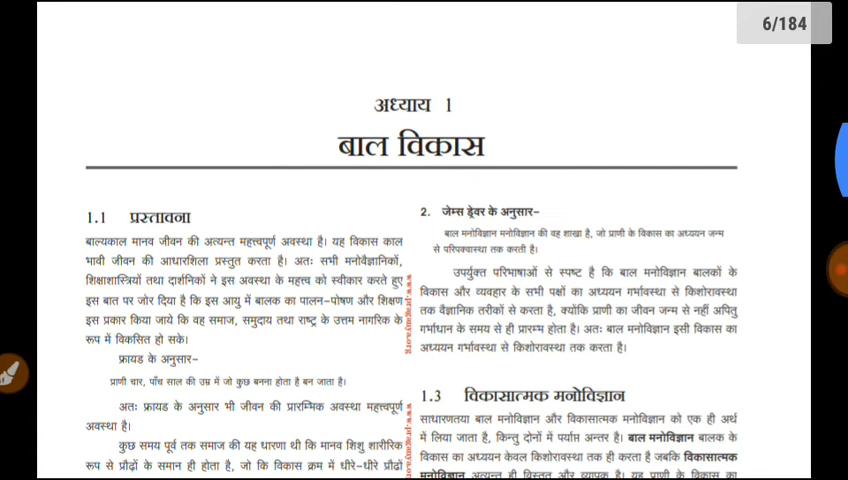 6/184
अध्याय 1
बाल विकास
1.1 प्रस्तावना
बाल्यकाल मानव जीवन की अत्यन्त महत्त्वपूर्ण अवस्था है। यह विकास काल
भावी जीवन की आधारशिला प्रस्तुत करता है। अतः सभी मनोवैज्ञानिकों,
शिक्षाशास्त्रियों तथा दार्शनिकों ने इस अवस्था के महत्त्व को स्वीकार करते हुए
इस बात पर जोर दिया है कि इस आयु में बालक का पालन-पोषण और शिक्षण
इस प्रकार किया जाये कि वह समाज, समुदाय तथा राष्ट्र के उत्तम नागरिक के
रूप में विकसित हो सके।
फ्रायड के अनुसार-
प्राणी चार, पाँच साल की उम्र में जो कुछ बनना होता है बन जाता है।
अतः फ्रायड के अनुसार भी जीवन की प्रारम्भिक अवस्था महत्त्वपूर्ण
अवस्था है।
कुछ समय पूर्व तक समाज की यह धारणा थी कि मानव शिशु शारीरिक
रूप से प्रौढ़ों के समान ही होता है, जो कि विकास क्रम में धीरे-धीरे प्रौढ़ों
2. जेम्स ड्रेवर के अनुसार-
बाल मनोविज्ञान मनोविज्ञान की वह शाखा है, जो प्राणी के विकास का अध्ययन जन्म
से परिपक्वास्था तक करती है।
उपर्युक्त परिभाषाओं से स्पष्ट है कि बाल मनोविज्ञान बालकों के
विकास और व्यवहार के सभी पक्षों का अध्ययन गर्भावस्था से किशोरावस्था
तक वैज्ञानिक तरीकों से करता है, क्योंकि प्राणी का जीवन जन्म से नहीं अपितु
गर्भाधान के समय से ही प्रारम्भ होता है। अतः बाल मनोविज्ञान इसी विकास का
अध्ययन गर्भावस्था से किशोरावस्था तक करता है।
1.3 विकासात्मक मनोविज्ञान
साधारणतया बाल मनोविज्ञान और विकासात्मक मनोविज्ञान को एक ही अर्थ
में लिया जाता है, किन्तु दोनों में पर्याप्त अन्तर है। बाल मनोविज्ञान बालक के
विकास का अध्ययन केवल किशोरावस्था तक ही करता है जबकि विकासात्मक
मनोविज्ञान अत्यन्त ही विस्तृत और व्यापक है। यह प्राणी के विकास का